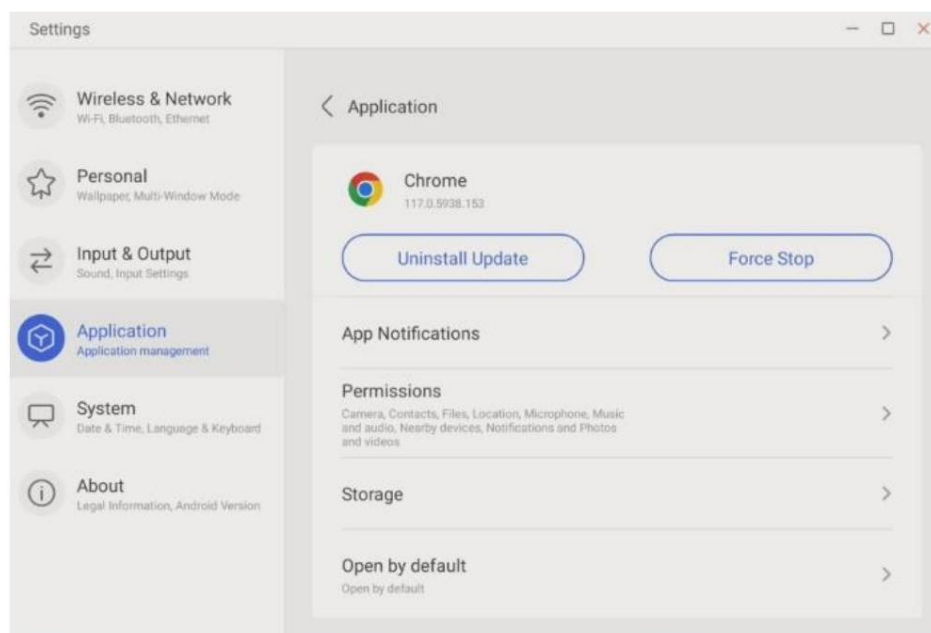 Settings
Wireless & Network
Wi-Fi, Bluetooth, Ethernet
Personal
Wallpaper, Multi-Window Mode
Input & Output
Sound, Input Settings
Application
Application management
System
Date & Time, Language & Keyboard
About
Legal Information, Android Version
Application
Chrome
117.0.5938.153
Uninstall Update
Force Stop
App Notifications
Permissions
Camera, Contacts, Files, Location, Microphone, Music
and audio, Nearby devices, Notifications and Photos
and videos
Storage
Open by default
Open by default